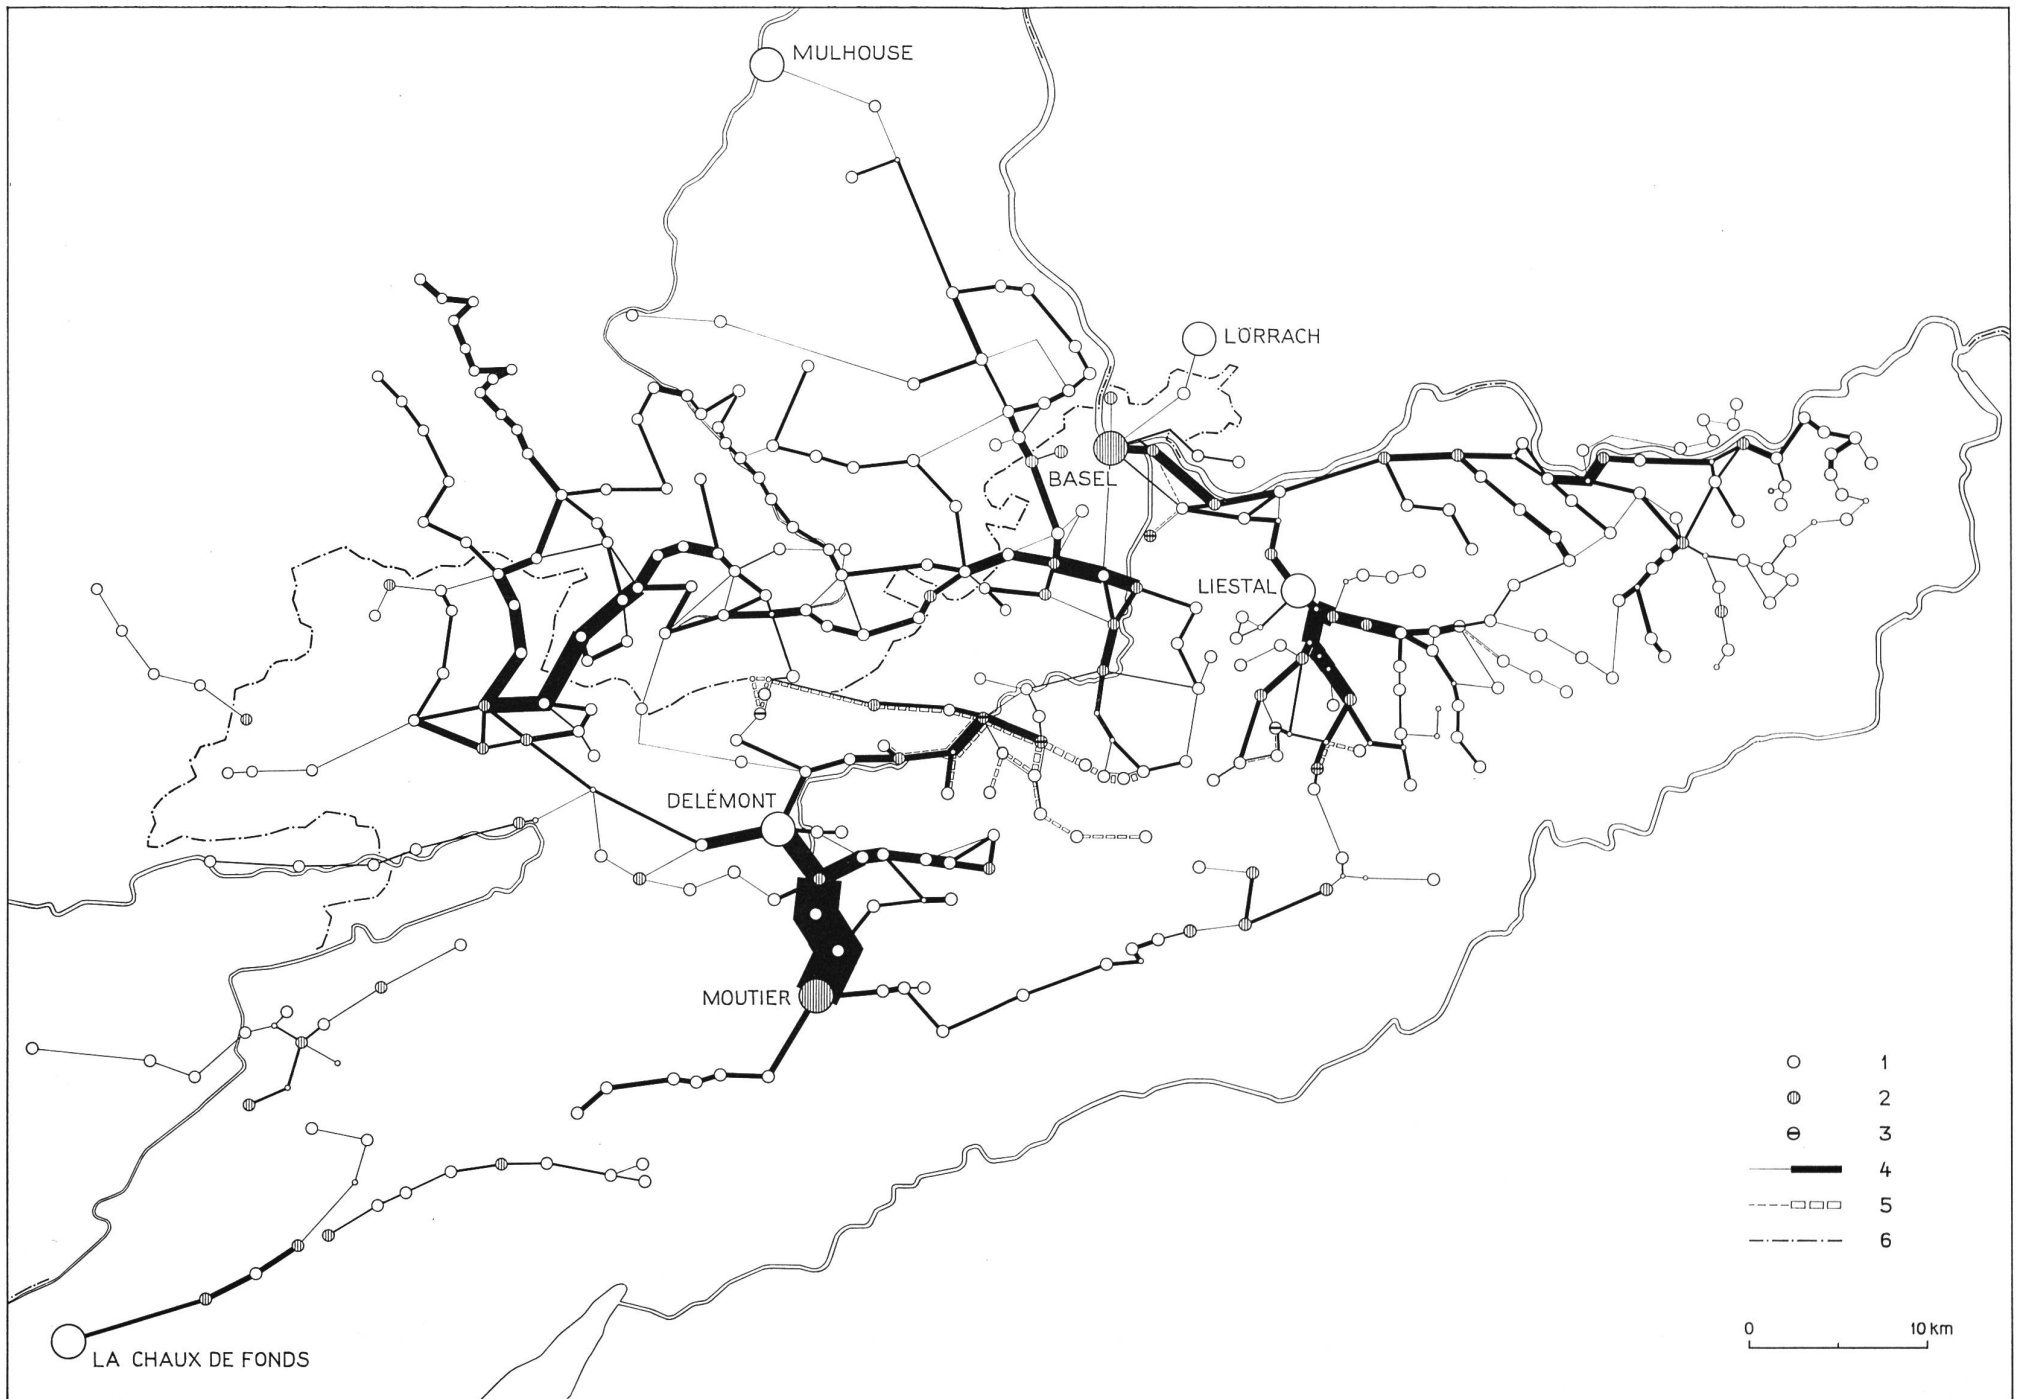 MULHOUSE
LÖRRACH
BASEL
LIESTAL
DELÉMONT
MOUTIER
LA CHAUX DE FONDS
1
2
3
4
5
6
0 10 km